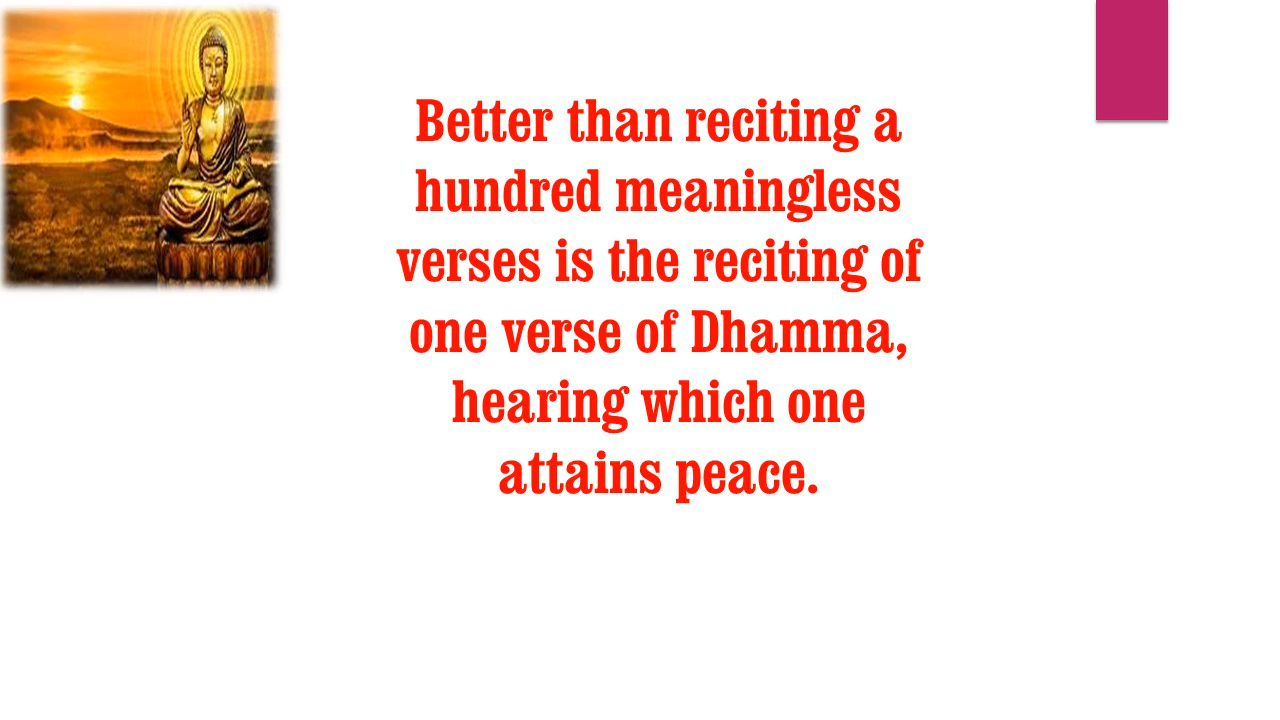 Better than reciting a
hundred meaningless
verses is the reciting of
one verse of Dhamma,
hearing which one
attains peace.